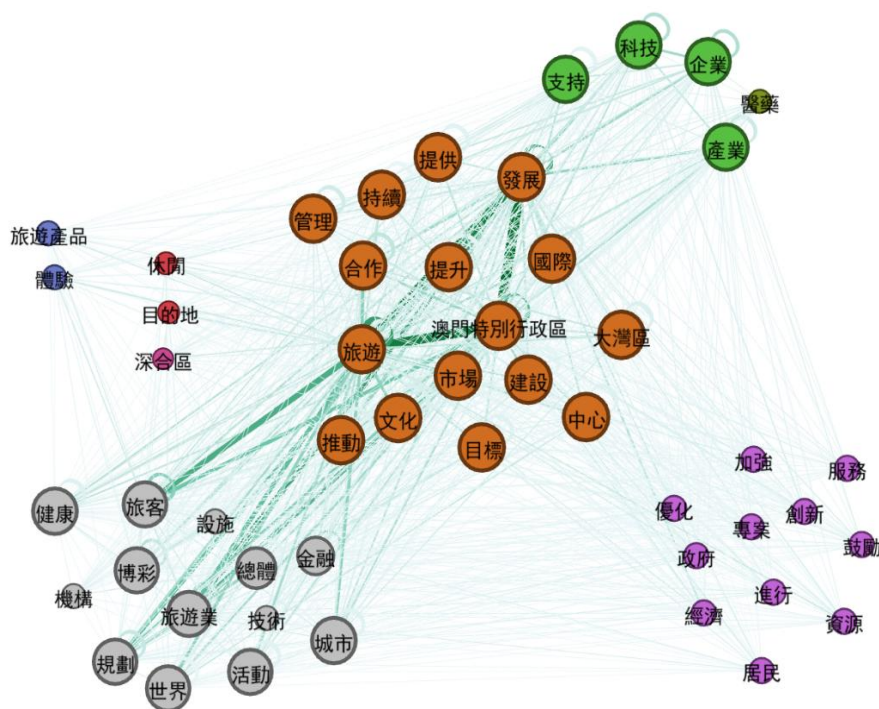 科技
企業
支持
醫藥
產業
提供
發展
持續
管理
旅遊產品
體驗
休閒
合作
提升
國際
目的地
澳門特別行政區
大灣區
旅遊
深合區
市場
建設
文化
中心
推動
目標
加強
服務
健康
旅客
設施
優化
專案
創新
鼓勵
博彩
總體
金融
政府
機構
旅遊業
技術
進行
經濟
資源
城市
規劃
世界
活動
居民